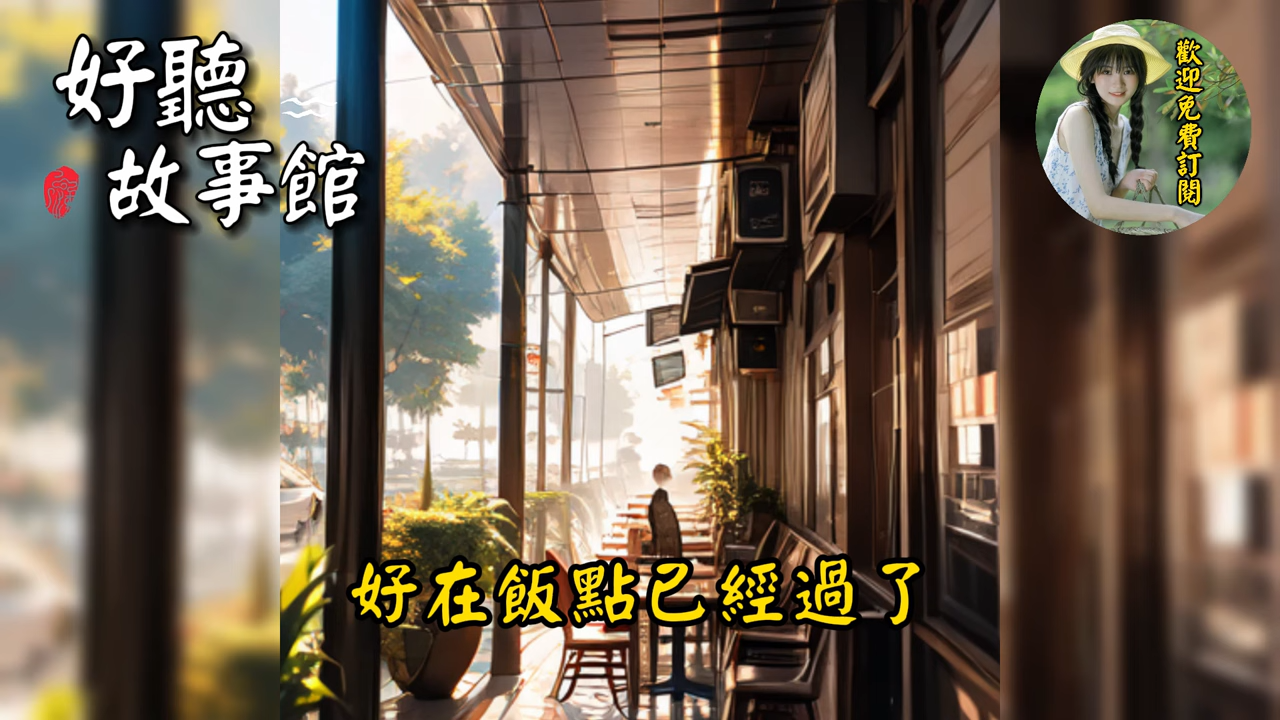 好聽
故事館
歡迎免費訂閱
好在飯點已經過了